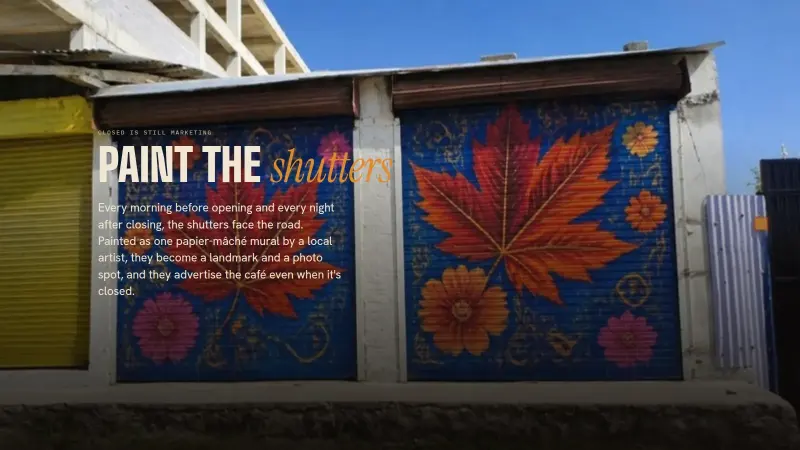 CLOSED IS STILL MARKETING
PAINT THE shutters
Every morning before opening and every night
after closing, the shutters face the road.
Painted as one papier-mâché mural by a local
artist, they become a landmark and a photo
spot, and they advertise the café even when it's
closed.